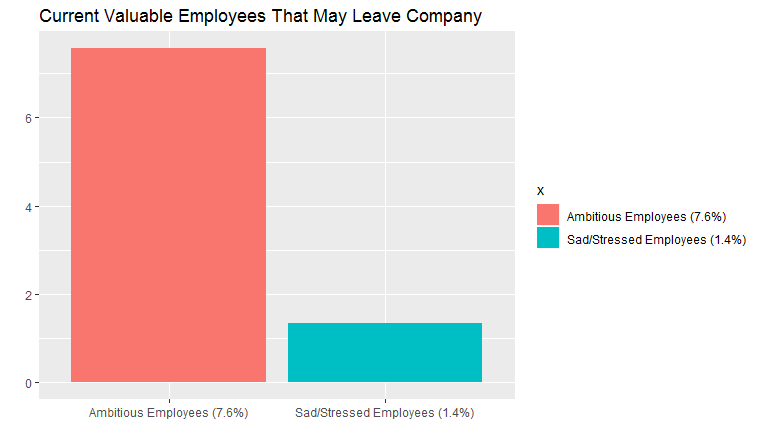 Current Valuable Employees That May Leave Company
6
4
2
0
Ambitious Employees (7.6%)
Sad/Stressed Employees (1.4%)
x
Ambitious Employees (7.6%)
Sad/Stressed Employees (1.4%)